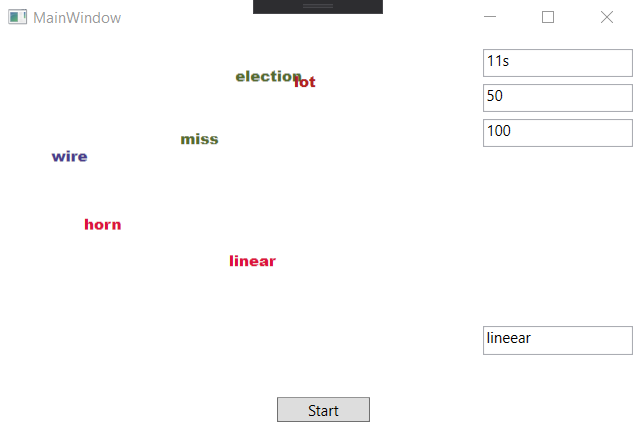 MainWindow
11s
election
lot
50
100
miss
wire
horn
linear
lineear
Start